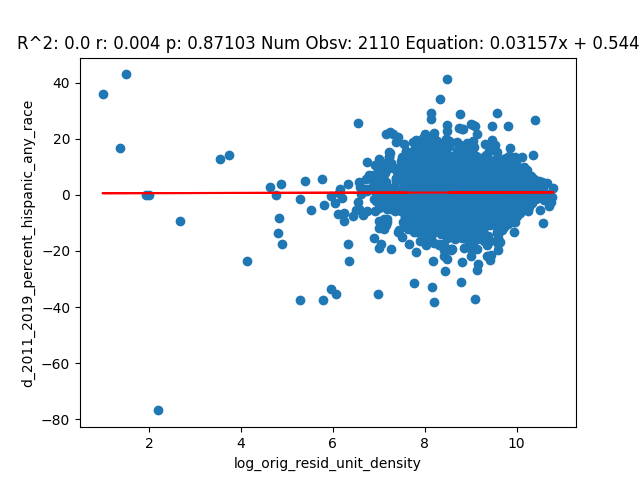 R^2: 0.0 r: 0.004 p: 0.87103 Num Obsv: 2110 Equation: 0.03157x + 0.544
d_2011_2019_percent_hispanic_any_race
40
20
0
−20
−40
−60
−80
2 4 6 8 10
log_orig_resid_unit_density